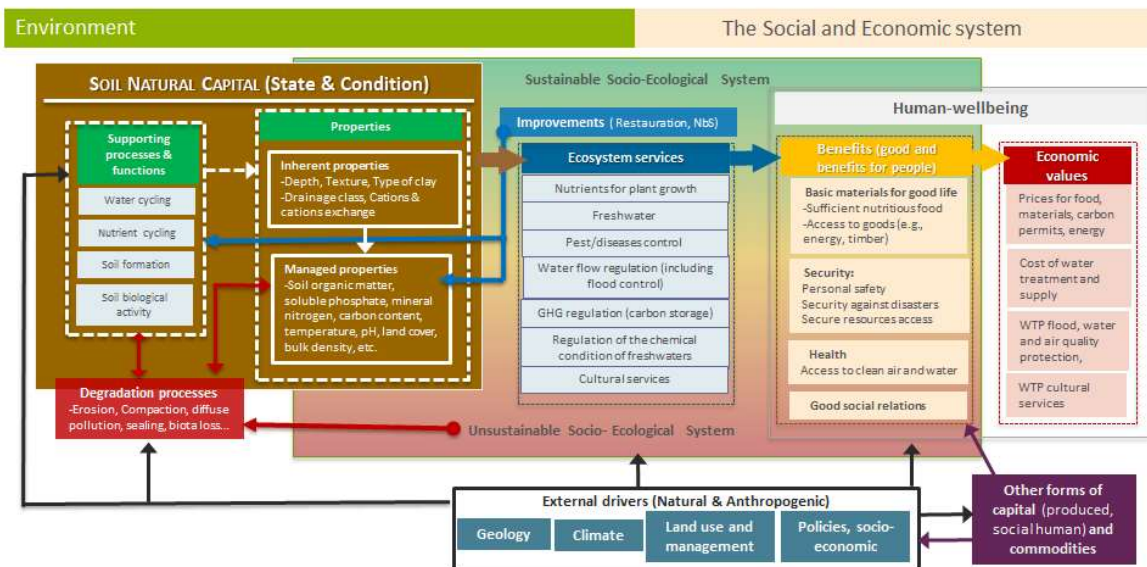 Environment
The Social and Economic system
SOIL NATURAL CAPITAL (State & Condition)
Supporting
processes &
functions
Water cycling
Nutrient cycling
Soil formation
Soil biological
activity
Properties
Inherent properties
-Depth, Texture, Type of clay
-Drainage class, Cations &
cations exchange
Managed properties
-Soil organic matter,
soluble phosphate, mineral
nitrogen, carbon content,
temperature, pH, land cover,
bulk density, etc.
Degradation processes
-Erosion, Compaction, diffuse
pollution, sealing, biota loss...
Sustainable Socio-Ecological System
Improvements (Restauration, NbS)
Ecosystem services
Nutrients for plant growth
Freshwater
Pest/diseases control
Water flow regulation (including
flood control)
GHG regulation (carbon storage)
Regulation of the chemical
condition of freshwaters
Cultural services
Unsustainable Socio- Ecological System
Human-wellbeing
Benefits (good and
benefits for people)
Basic materials for good life
-Sufficient nutritious food
-Access to goods (e.g.,
energy, timber)
Security:
Personal safety
Security against disasters
Secure resources access
Health
Access to clean air and water
Good social relations
Economic
values
Prices for food,
materials, carbon
permits, energy
Cost of water
treatment and
supply
WTP flood, water
and air quality
protection,
WTP cultural
services
External drivers (Natural & Anthropogenic)
Geology
Climate
Land use and
management
Policies, socio-
economic
Other forms of
capital (produced,
social human) and
commodities